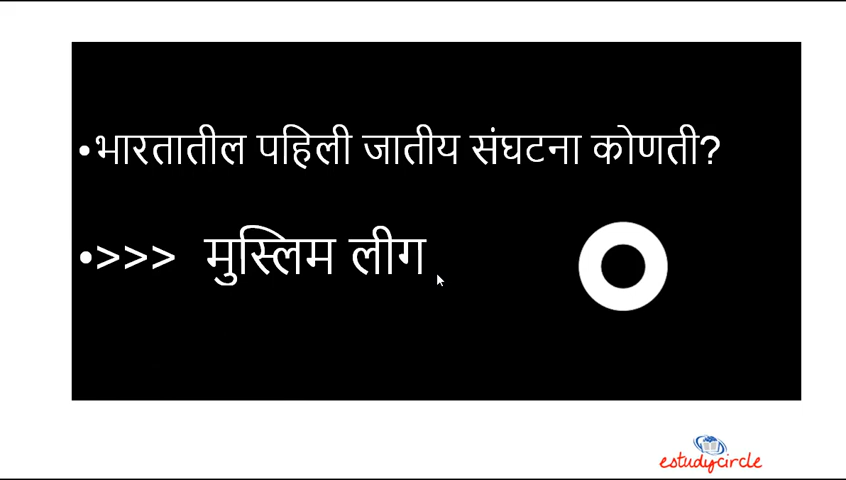 •भारतातील पहिली जातीय संघटना कोणती?
•>>> मुस्लिम लीग
estudycircle